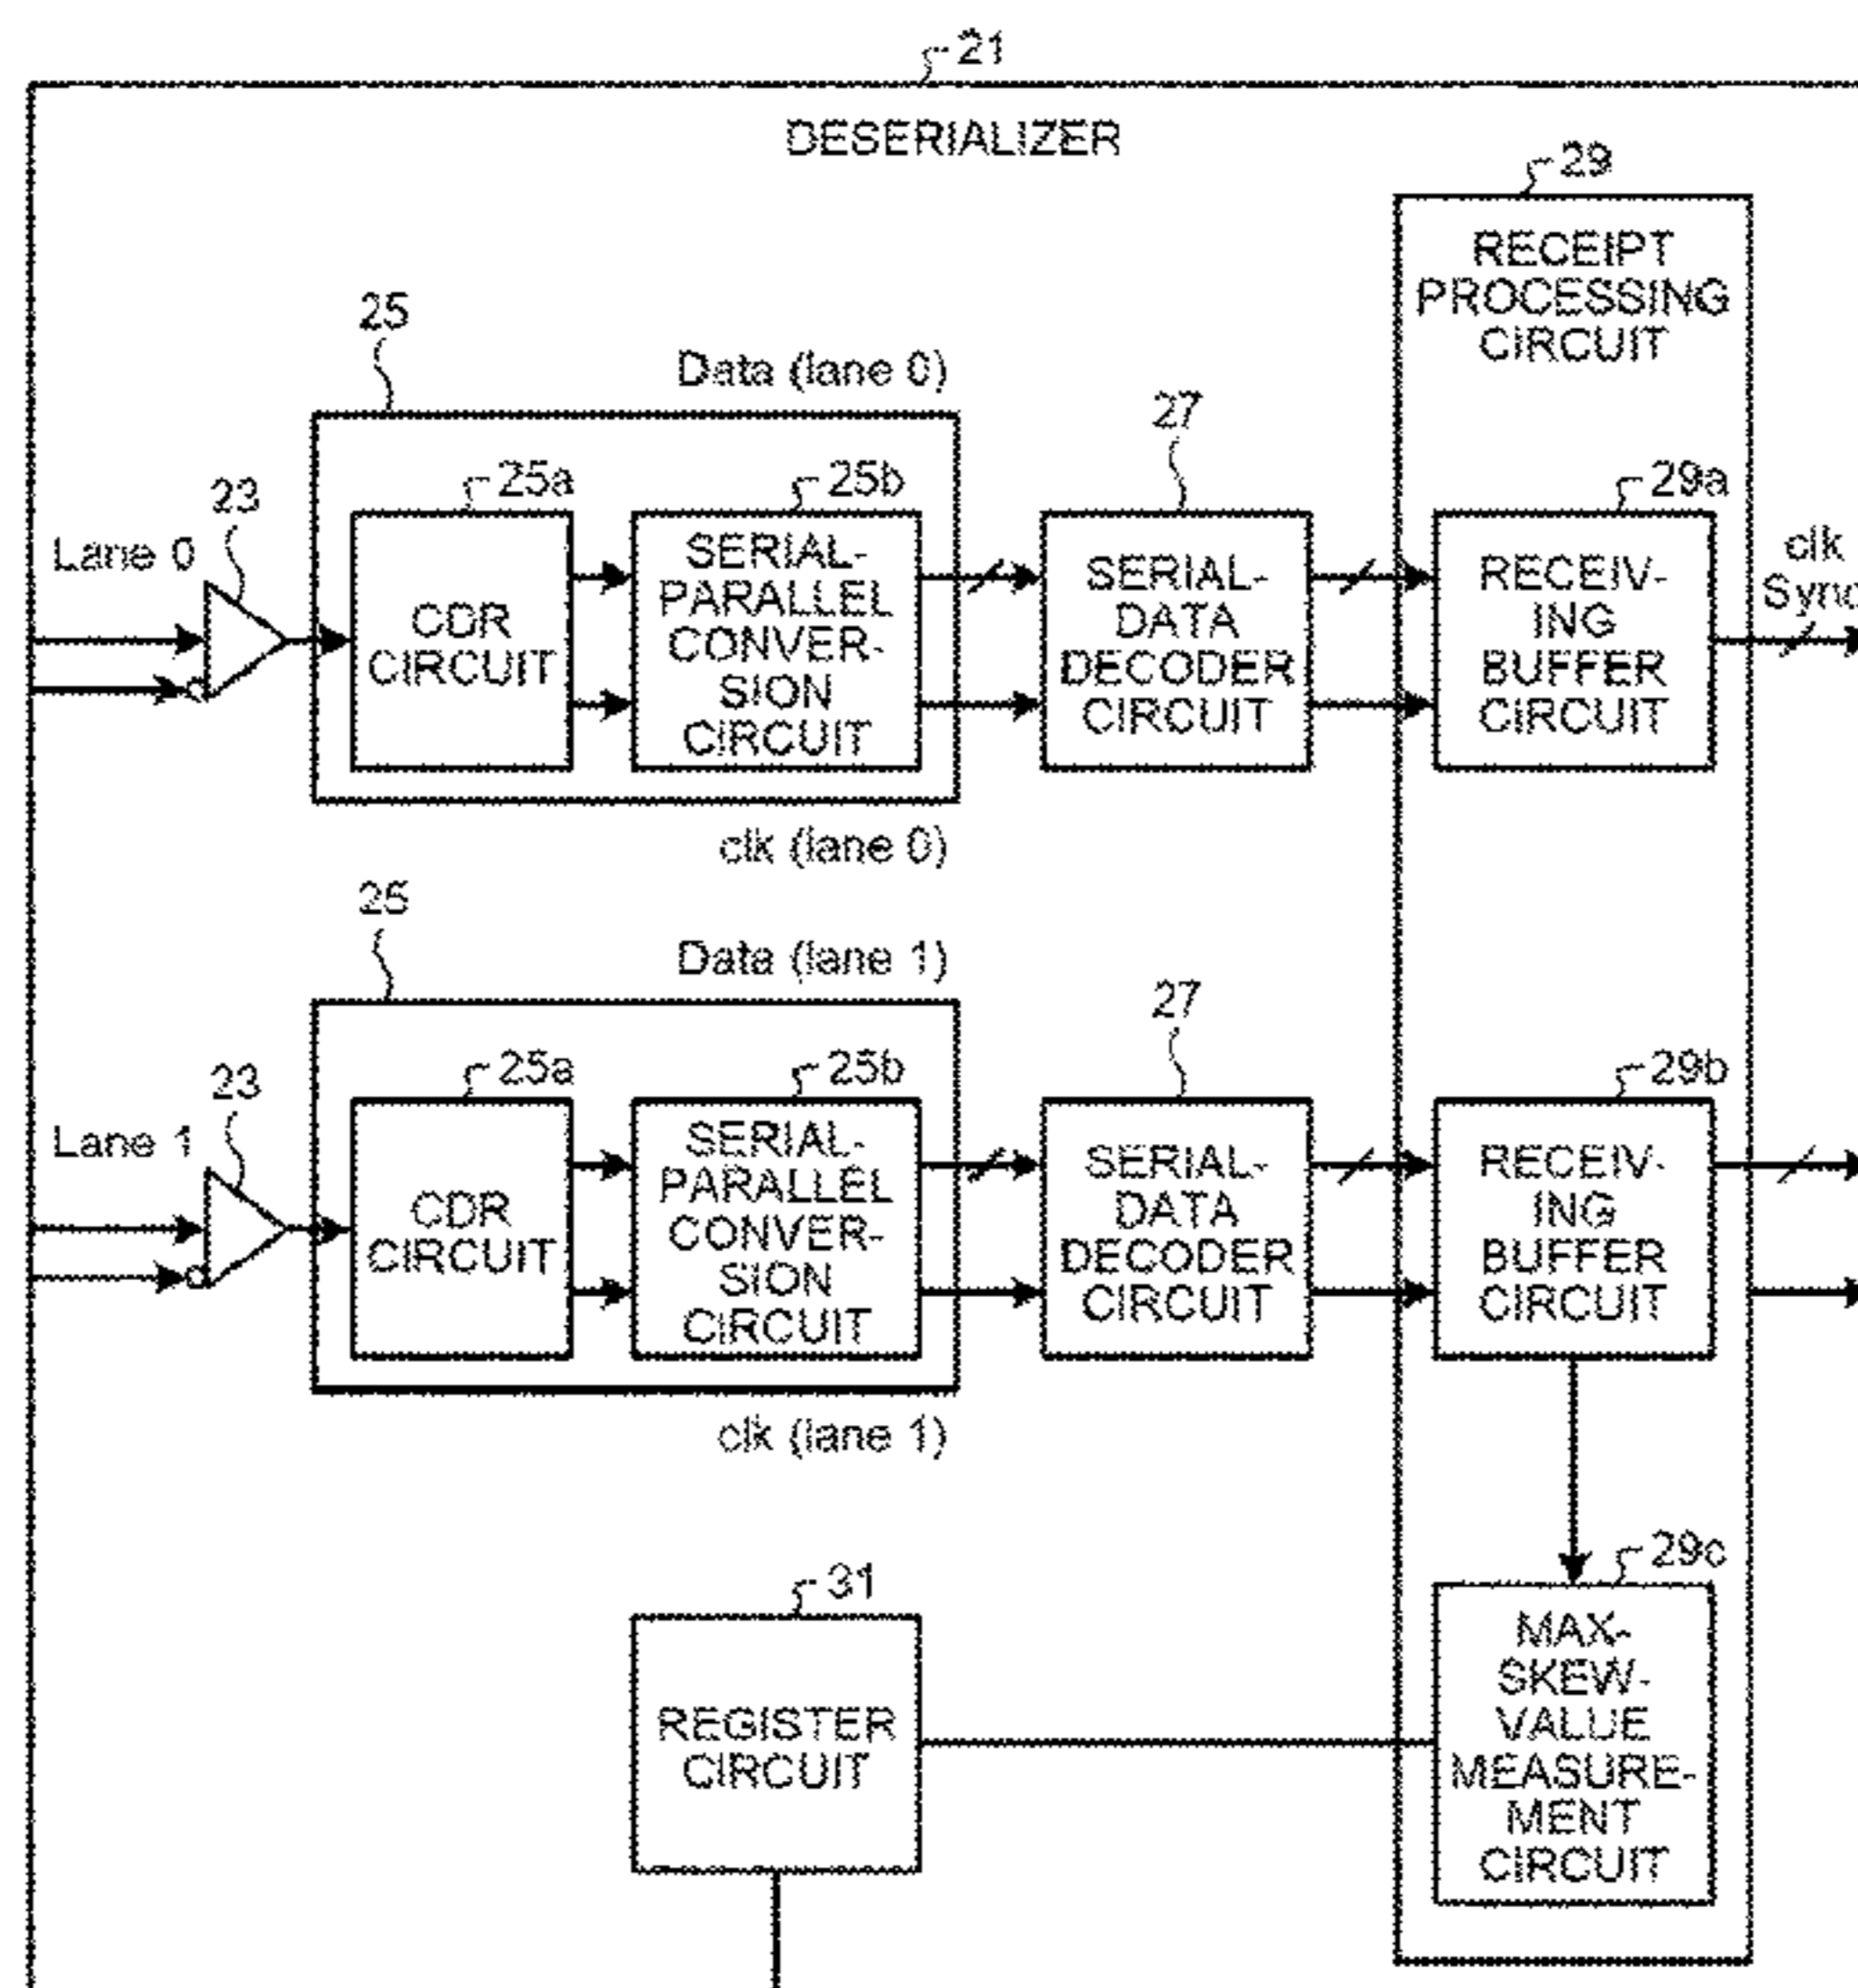 21
DESERIALIZER
29
RECEIPT
PROCESSING
CIRCUIT
25
Data (lane 0)
27
23
25a
25b
29a
Lane 0
CDR
CIRCUIT
SERIAL-
PARALLEL
CONVER-
SION
CIRCUIT
SERIAL-
DATA
DECODER
CIRCUIT
RECEIV-
ING
BUFFER
CIRCUIT
clk
Sync
clk (lane 0)
25
Data (lane 1)
27
23
25a
25b
29b
Lane 1
CDR
CIRCUIT
SERIAL-
PARALLEL
CONVER-
SION
CIRCUIT
SERIAL-
DATA
DECODER
CIRCUIT
RECEIV-
ING
BUFFER
CIRCUIT
clk (lane 1)
31
29c
REGISTER
CIRCUIT
MAX-
SKEW-
VALUE
MEASURE-
MENT
CIRCUIT